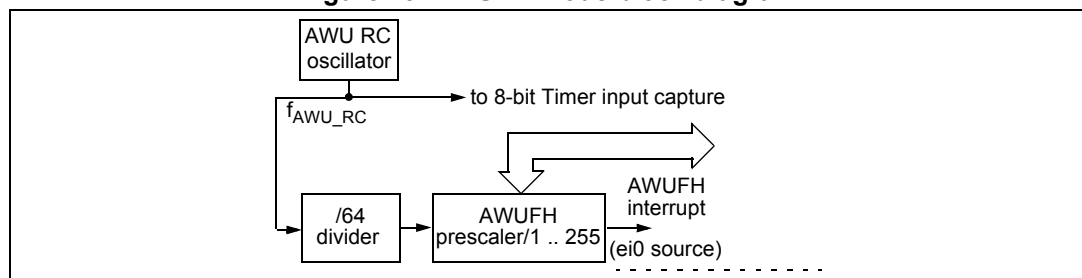 AWU RC
oscillator
to 8-bit Timer input capture
fAWU_RC
AWUFH
interrupt
/64
divider
AWUFH
prescaler/1 .. 255
(ei0 source)